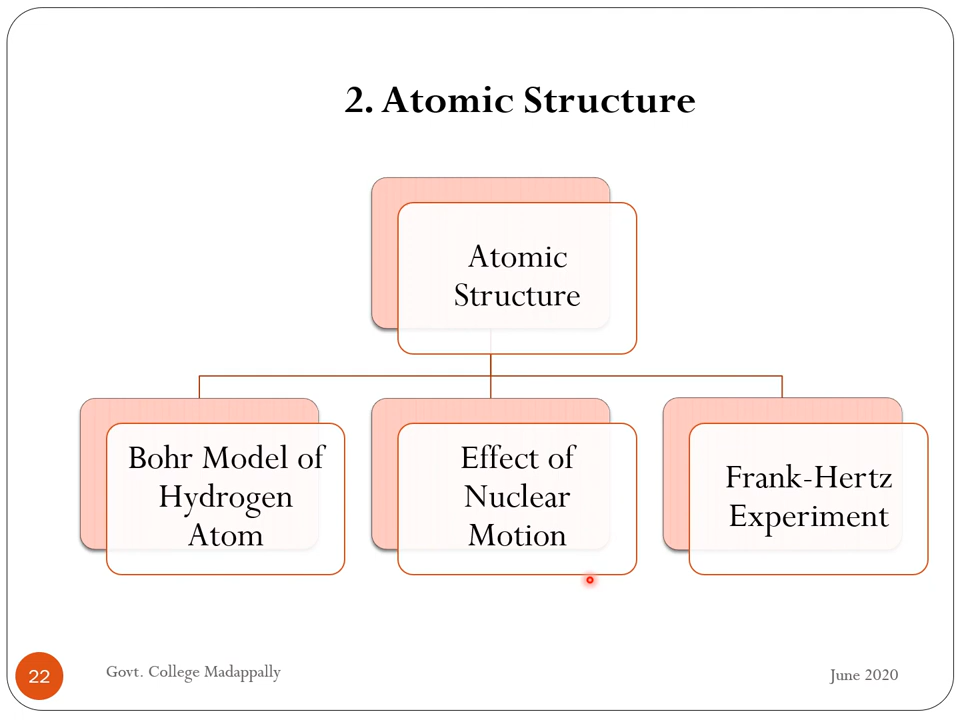 2. Atomic Structure
Atomic
Structure
Bohr Model of
Hydrogen
Atom
Effect of
Nuclear
Motion
Frank-Hertz
Experiment
22
Govt. College Madappally
June 2020